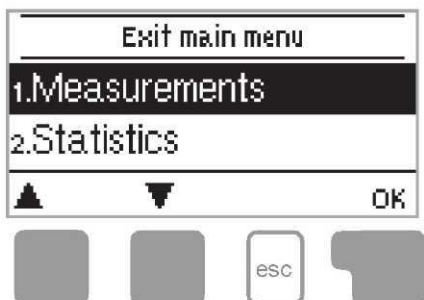 Exit main menu
1.Measurements
2.Statistics
▲ ▼ OK
esc